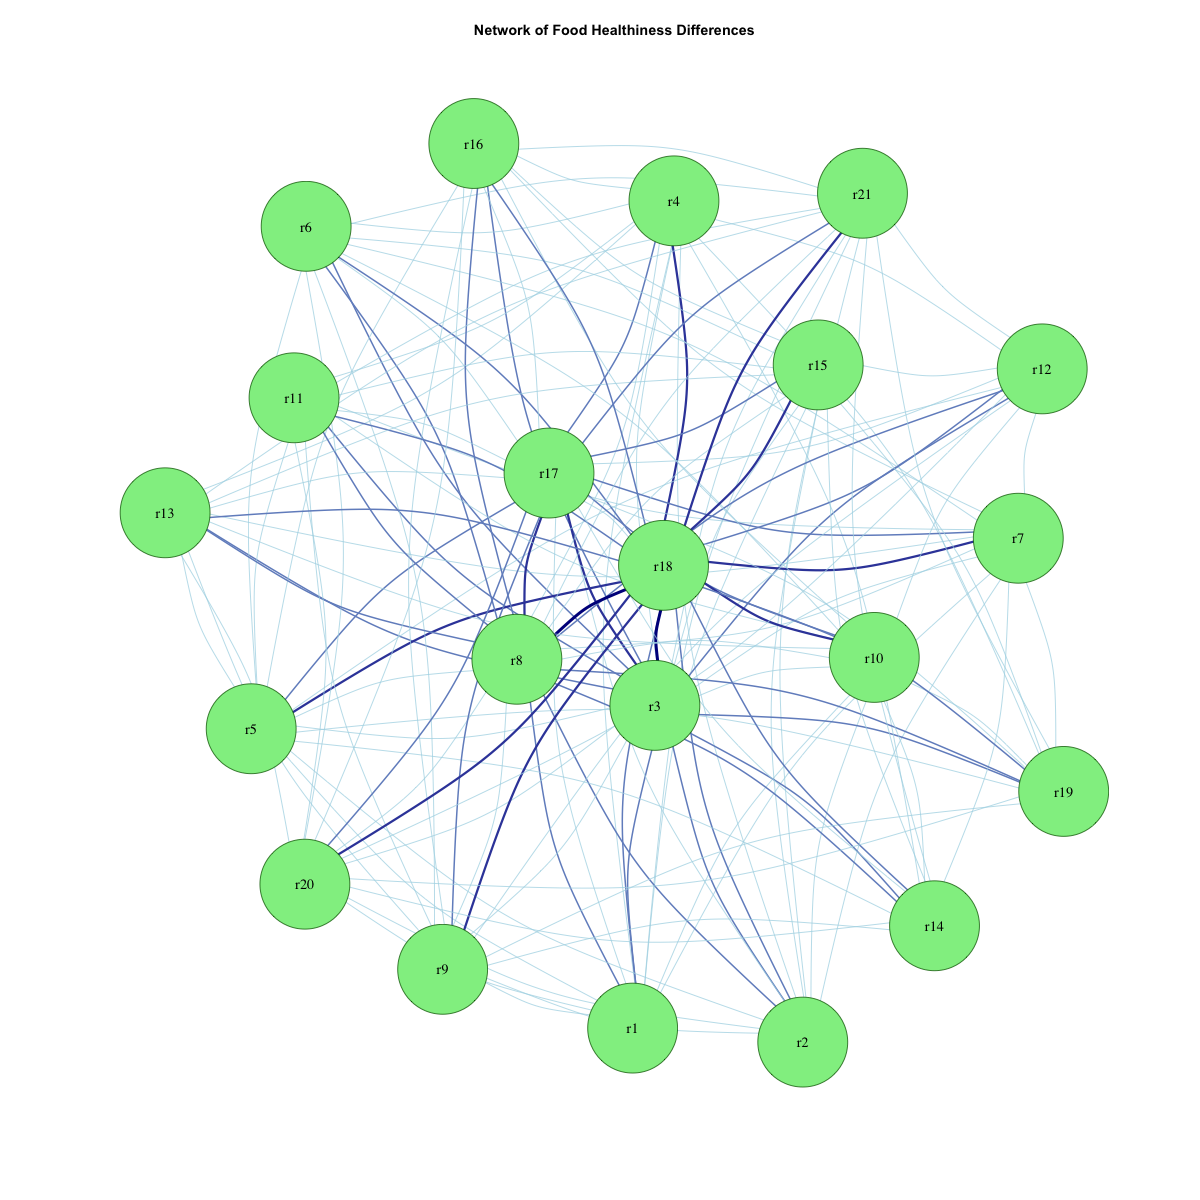 Network of Food Healthiness Differences
r16
r4
r21
r6
r15
r12
r11
r17
r13
r7
r18
r8
r10
r3
r5
r19
r20
r14
r9
r1
r2